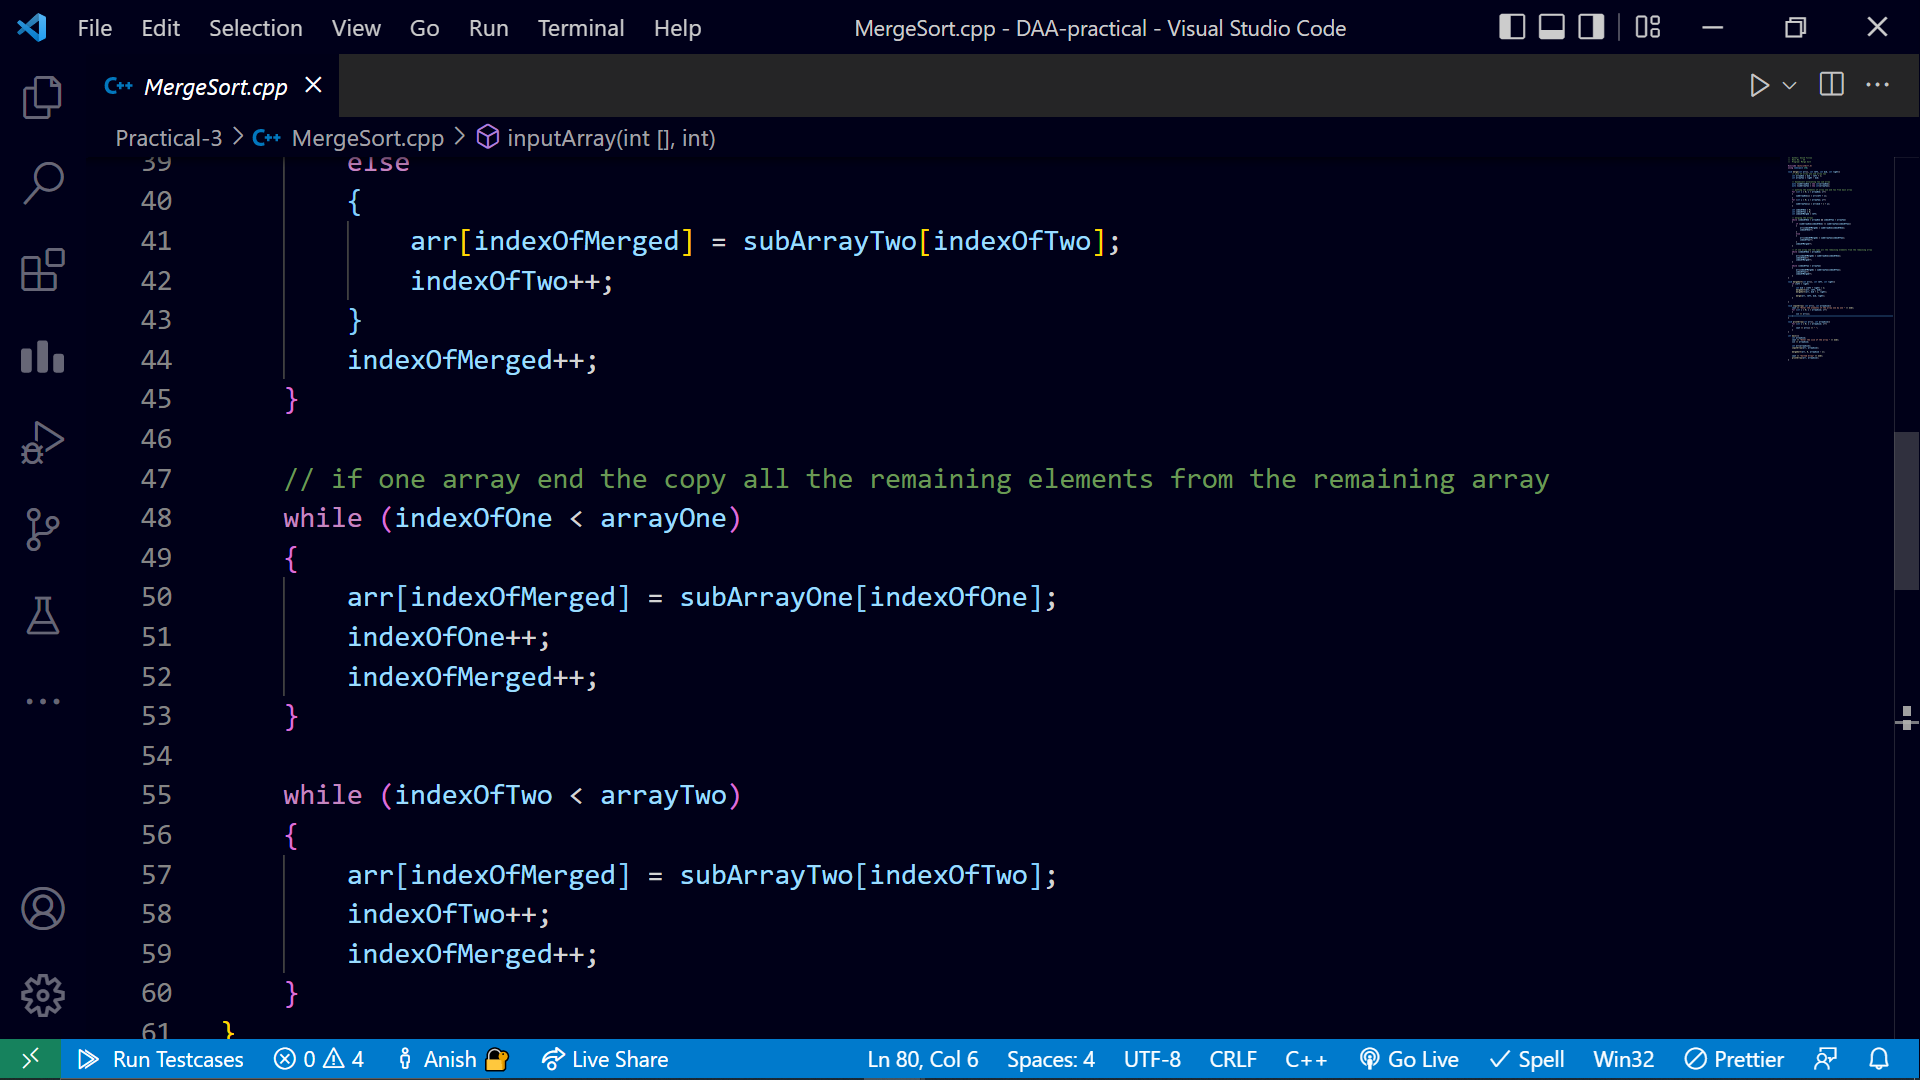 File Edit Selection View Go Run Terminal Help MergeSort.cpp - DAA-practical - Visual Studio Code
C++ MergeSort.cpp
Practical-3 > C++ MergeSort.cpp > inputArray(int [], int)
39 else
40 {
41 arr[indexOfMerged] = subArrayTwo[indexOfTwo];
42 indexOfTwo++;
43 }
44 indexOfMerged++;
45 }
46
47 // if one array end the copy all the remaining elements from the remaining array
48 while (indexOfOne < arrayOne)
49 {
50 arr[indexOfMerged] = subArrayOne[indexOfOne];
51 indexOfOne++;
52 indexOfMerged++;
53 }
54
55 while (indexOfTwo < arrayTwo)
56 {
57 arr[indexOfMerged] = subArrayTwo[indexOfTwo];
58 indexOfTwo++;
59 indexOfMerged++;
60 }
61 }
Run Testcases 0 4 Anish Live Share Ln 80, Col 6 Spaces: 4 UTF-8 CRLF C++ Go Live Spell Win32 Prettier